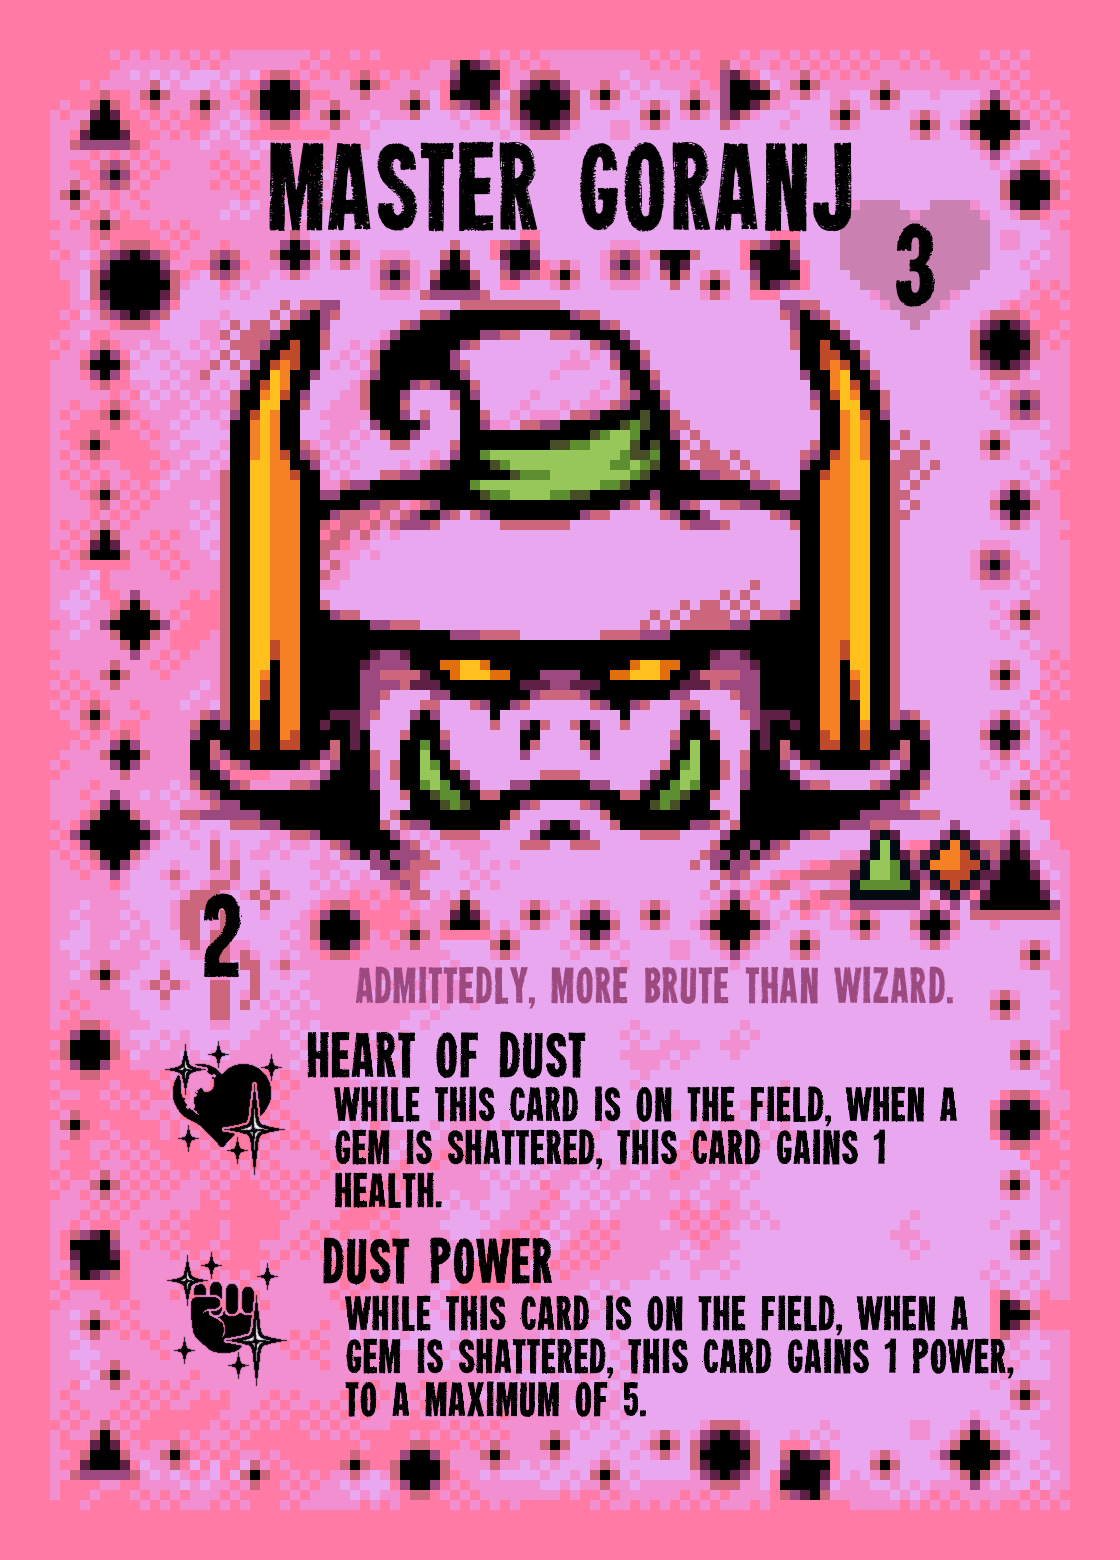 MASTER GORANJ
3
2
ADMITTEDLY, MORE BRUTE THAN WIZARD.
HEART OF DUST
WHILE THIS CARD IS ON THE FIELD, WHEN A
GEM IS SHATTERED, THIS CARD GAINS 1
HEALTH.
DUST POWER
WHILE THIS CARD IS ON THE FIELD, WHEN A
GEM IS SHATTERED, THIS CARD GAINS 1 POWER,
TO A MAXIMUM OF 5.